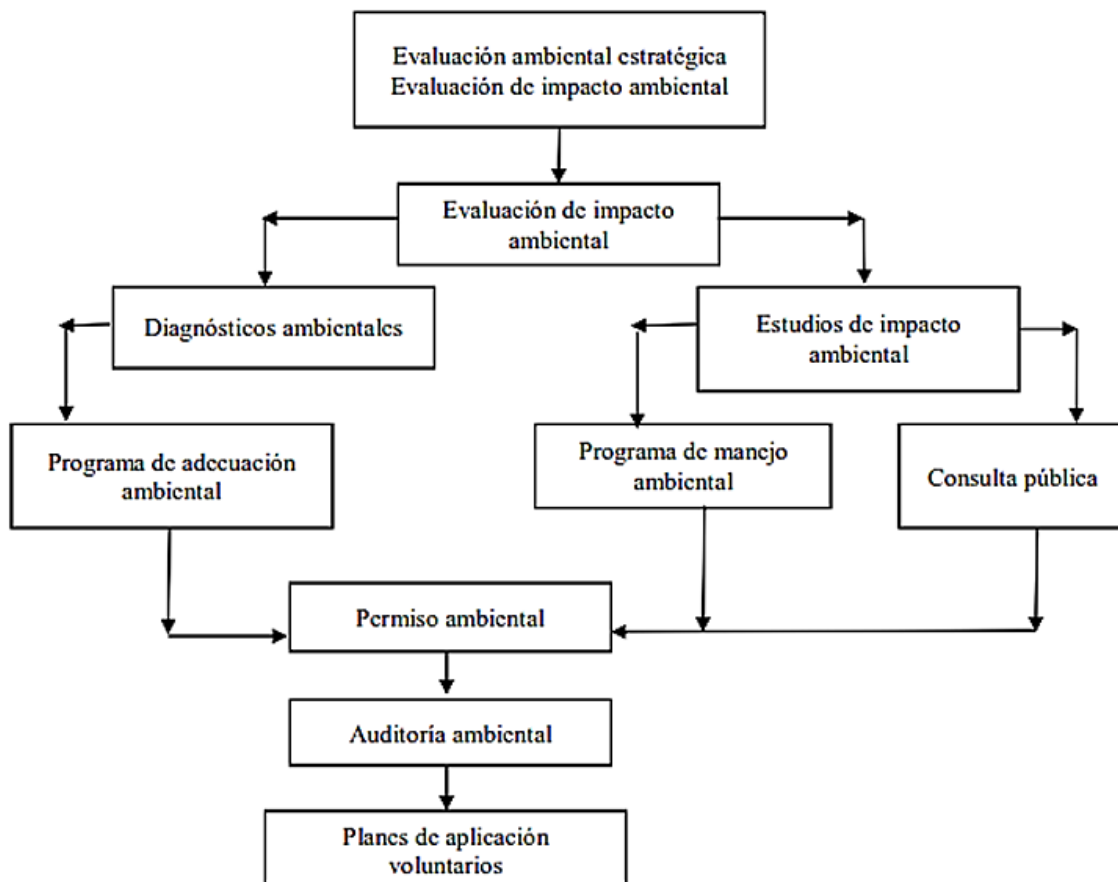 Evaluación ambiental estratégica
Evaluación de impacto ambiental
Evaluación de impacto
ambiental
Diagnósticos ambientales
Estudios de impacto
ambiental
Programa de adecuación
ambiental
Programa de manejo
ambiental
Consulta pública
Permiso ambiental
Auditoría ambiental
Planes de aplicación
voluntarios